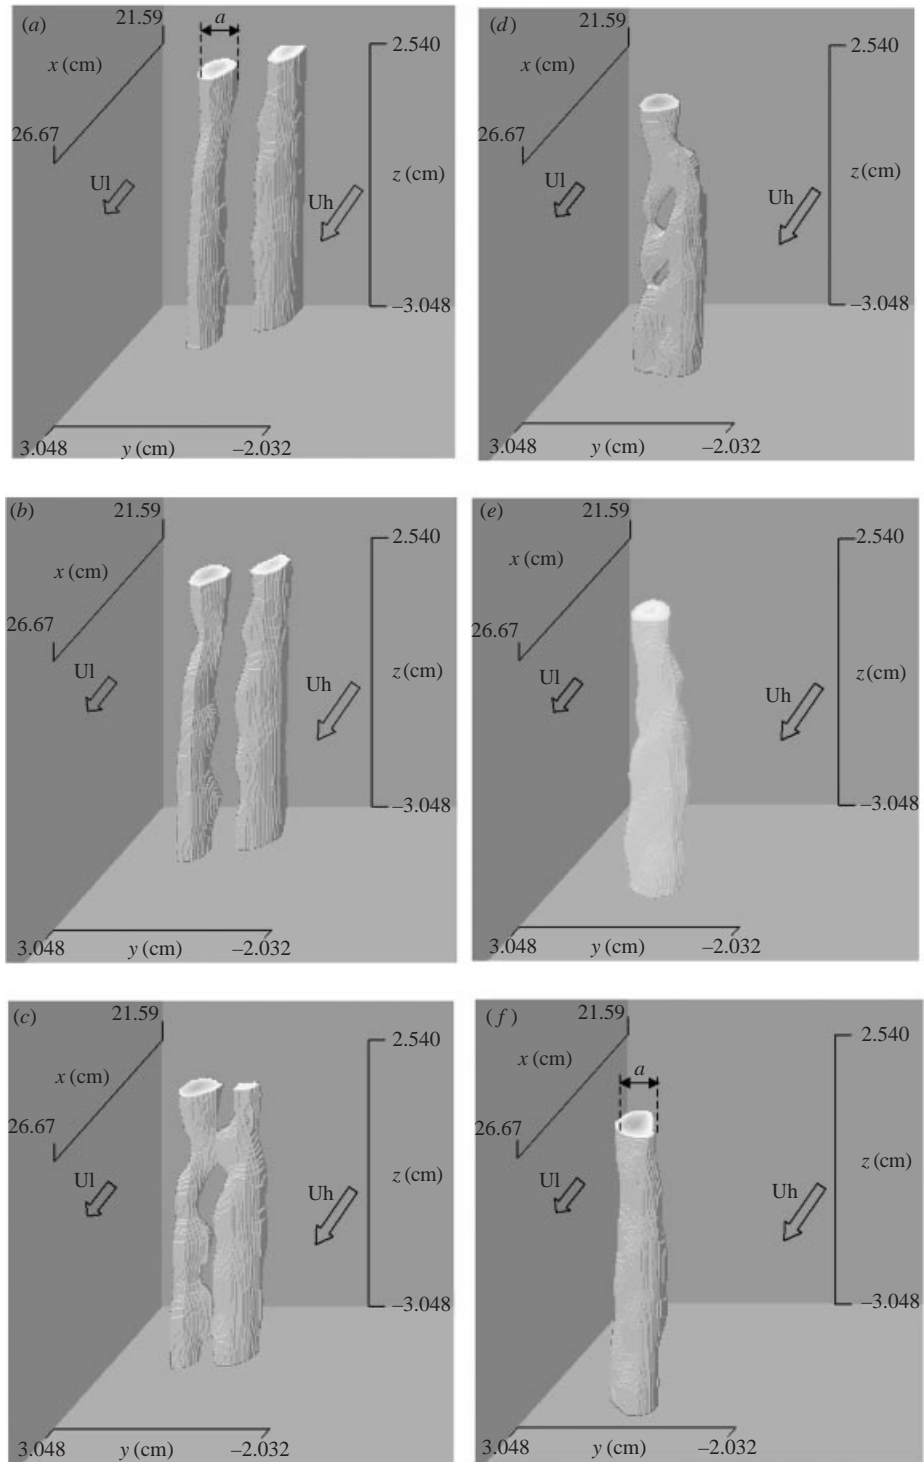 (a)
21.59
a
x (cm)
26.67
Ul
Uh
2.540
z (cm)
–3.048
3.048
y (cm)
–2.032
(d)
21.59
x (cm)
26.67
Ul
Uh
2.540
z (cm)
–3.048
3.048
y (cm)
–2.032
(b)
21.59
x (cm)
26.67
Ul
Uh
2.540
z (cm)
–3.048
3.048
y (cm)
–2.032
(e)
21.59
x (cm)
26.67
Ul
Uh
2.540
z (cm)
–3.048
3.048
y (cm)
–2.032
(c)
21.59
x (cm)
26.67
Ul
Uh
2.540
z (cm)
–3.048
3.048
y (cm)
–2.032
(f)
21.59
a
x (cm)
26.67
Ul
Uh
2.540
z (cm)
–3.048
3.048
y (cm)
–2.032